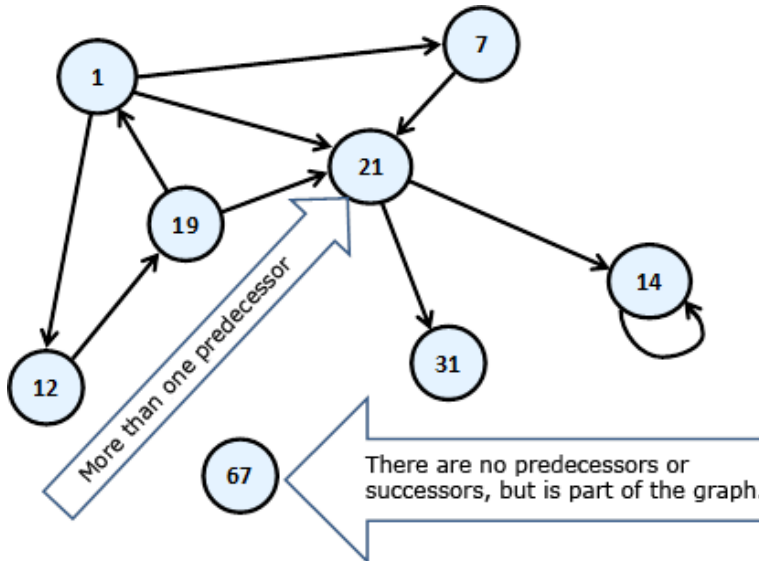 1
7
21
19
14
12
31
67
More than one predecessor
There are no predecessors or
successors, but is part of the graph.